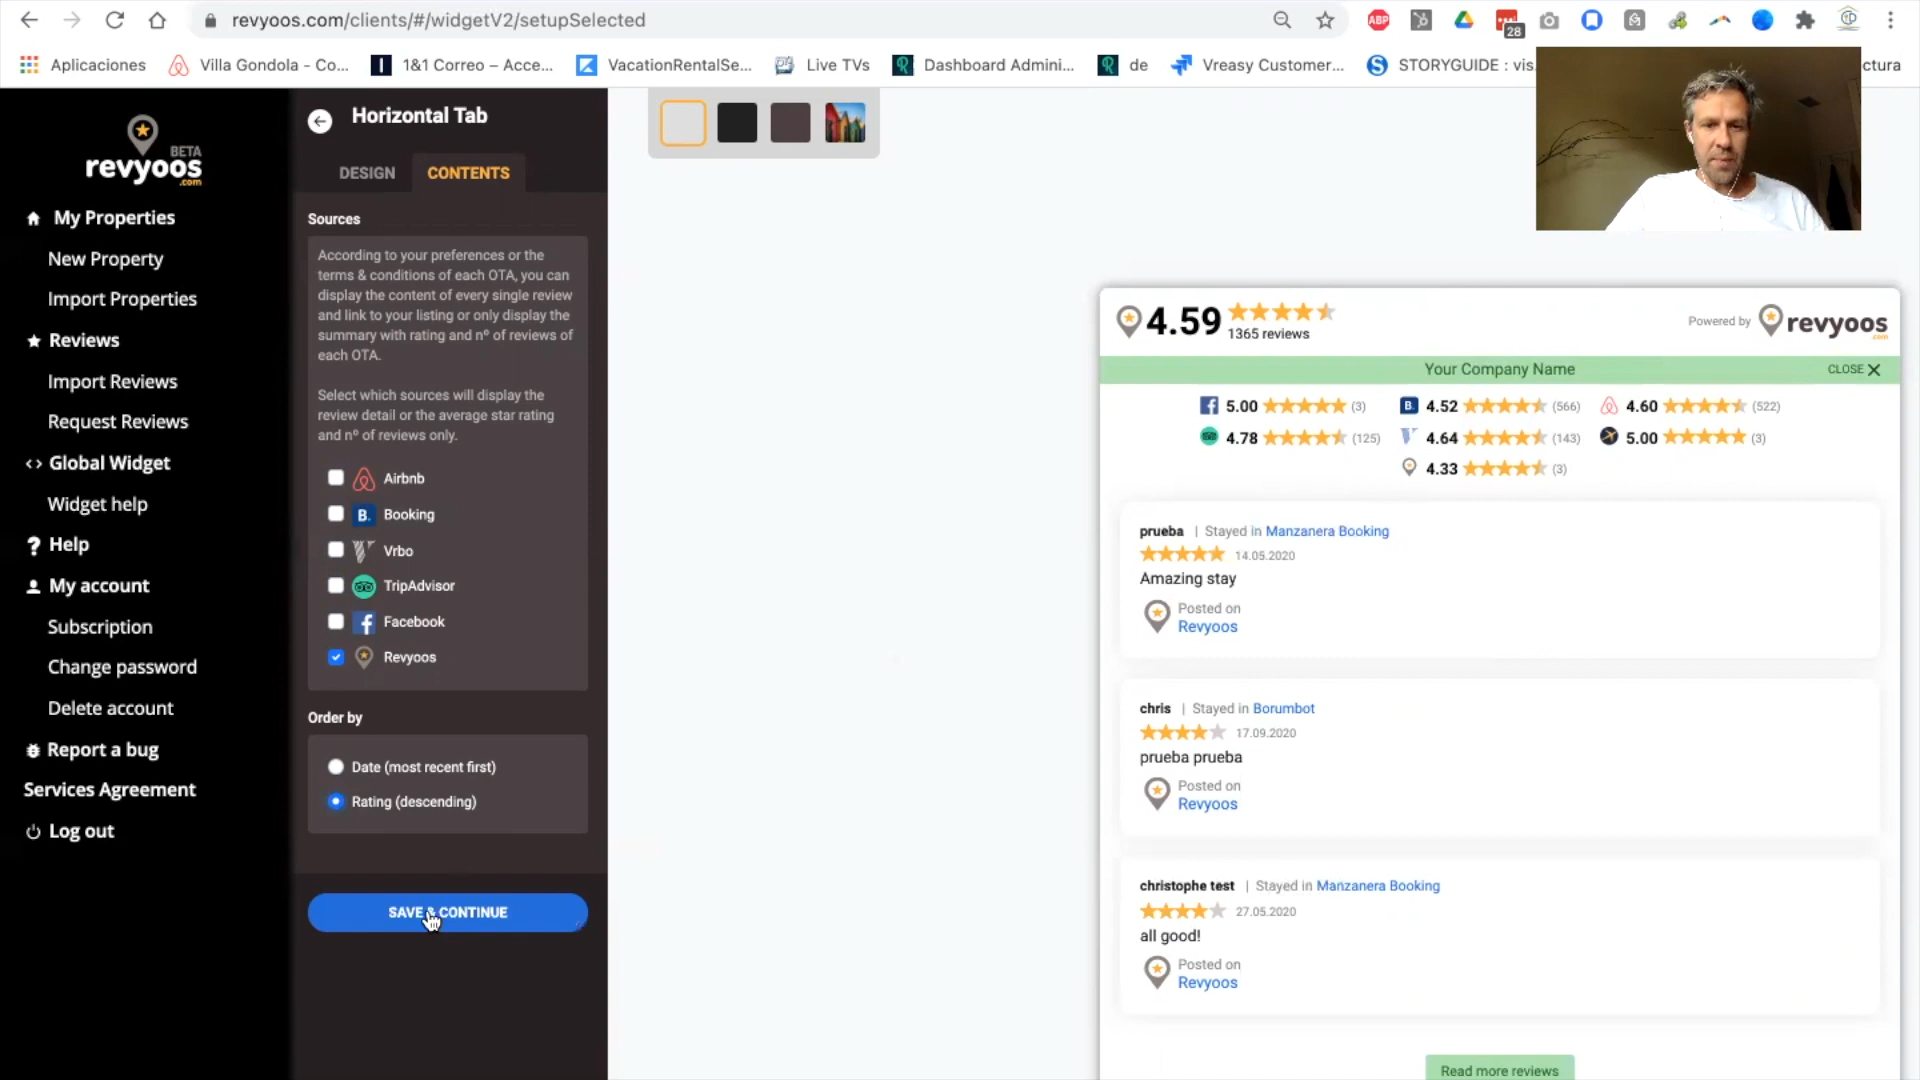 revyoos.com/clients/#/widgetV2/setupSelected
28
Aplicaciones
Villa Gondola - Co...
1&1 Correo – Acce...
VacationRentalSe...
Live TVs
Dashboard Admini...
de
Vreasy Customer...
STORYGUIDE : vis.
ctura
BETA
revyoos
.com
My Properties
New Property
Import Properties
Reviews
Import Reviews
Request Reviews
Global Widget
Widget help
Help
My account
Subscription
Change password
Delete account
Report a bug
Services Agreement
Log out
Horizontal Tab
DESIGN
CONTENTS
Sources
According to your preferences or the
terms & conditions of each OTA, you can
display the content of every single review
and link to your listing or only display the
summary with rating and nº of reviews of
each OTA.
Select which sources will display the
review detail or the average star rating
and nº of reviews only.
Airbnb
B. Booking
Vrbo
TripAdvisor
Facebook
Revyoos
Order by
Date (most recent first)
Rating (descending)
SAVE & CONTINUE
4.59
1365 reviews
Powered by revyoos
.com
Your Company Name
CLOSE
5.00 (3)
B. 4.52 (566)
4.60 (522)
4.78 (125)
4.64 (143)
5.00 (3)
4.33 (3)
prueba | Stayed in Manzanera Booking
14.05.2020
Amazing stay
Posted on
Revyoos
chris | Stayed in Borumbot
17.09.2020
prueba prueba
Posted on
Revyoos
christophe test | Stayed in Manzanera Booking
27.05.2020
all good!
Posted on
Revyoos
Read more reviews